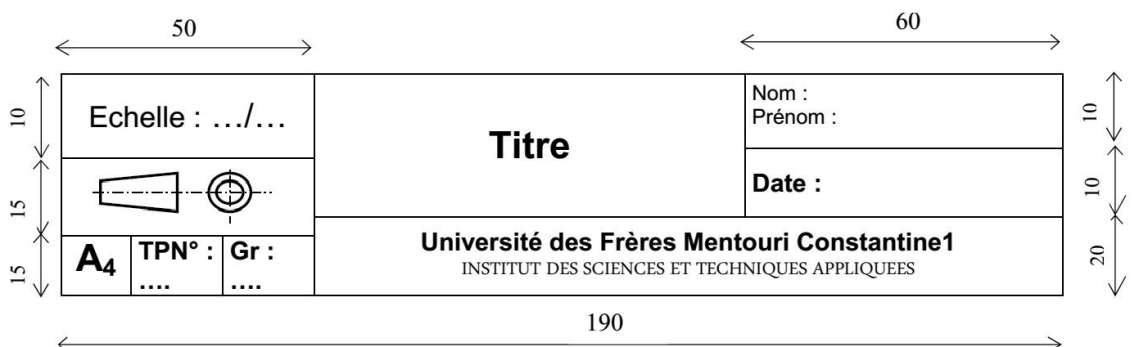 50
60
10
Echelle : .../...
Titre
Nom :
Prénom :
10
15
Date :
10
15
A4
TPN° :
....
Gr :
....
Université des Frères Mentouri Constantine1
INSTITUT DES SCIENCES ET TECHNIQUES APPLIQUEES
20
190